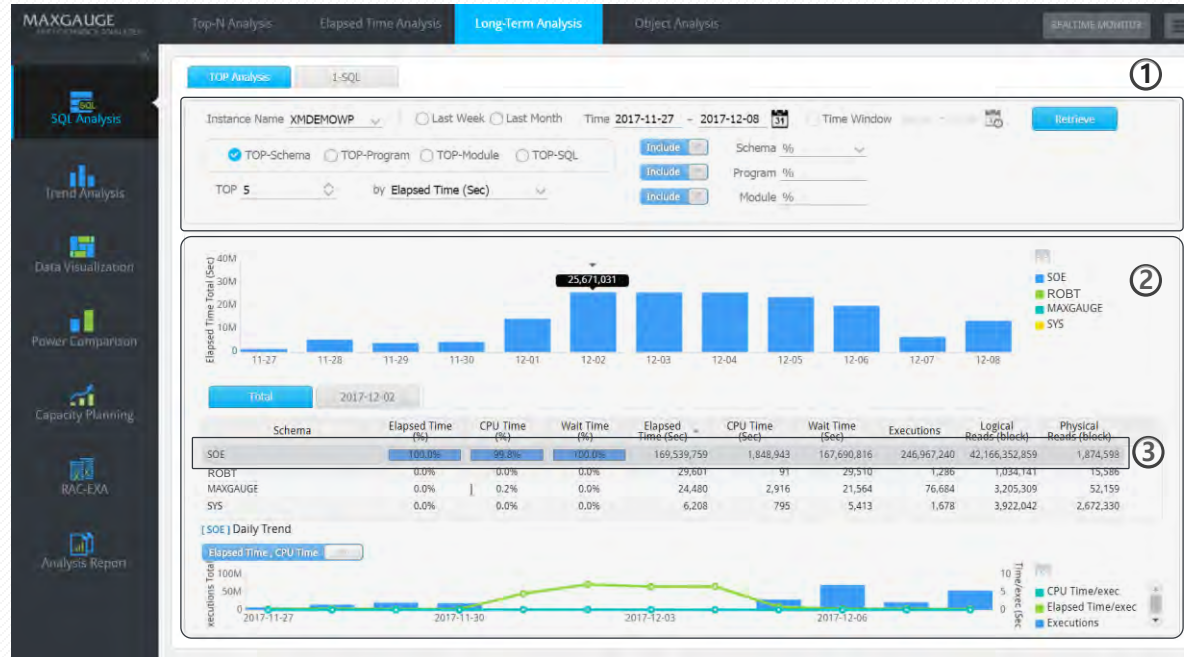 MAXGAUGE
Top-N Analysis Elapsed Time Analysis Long-Term Analysis Object Analysis REALTIME MONITOR
TOP Analysis 1-SQL ①
SQL
SQL Analysis
Trend Analysis
Data Visualization
Power Comparison
Capacity Planning
RAC-EXA
Analysis Report
Instance Name XMDEMOWP Last Week Last Month Time 2017-11-27 - 2017-12-08 31 Time Window Retrieve
TOP-Schema TOP-Program TOP-Module TOP-SQL Include Schema %
Include Program %
TOP 5 by Elapsed Time (Sec) Include Module %
②
Elapsed Time Total (Sec)
40M
30M
20M
10M
0
25,671,031
11-27 11-28 11-29 11-30 12-01 12-02 12-03 12-04 12-05 12-06 12-07 12-08
SOE
ROBT
MAXGAUGE
SYS
Total 2017-12-02
Schema Elapsed Time (%) CPU Time (%) Wait Time (%) Elapsed Time (Sec) CPU Time (Sec) Wait Time (Sec) Executions Logical Reads (block) Physical Reads (block)
SOE 100.0% 99.8% 100.0% 169,539,759 1,848,943 167,690,816 246,967,240 42,166,352,859 1,874,598 ③
ROBT 0.0% 0.0% 0.0% 29,601 91 29,510 1,286 1,034,141 15,586
MAXGAUGE 0.0% 0.2% 0.0% 24,480 2,916 21,564 76,684 3,205,309 52,159
SYS 0.0% 0.0% 0.0% 6,208 795 5,413 1,678 3,922,042 2,672,330
[ SOE ] Daily Trend
Elapsed Time , CPU Time
xecutions Tota
100M
50M
0
2017-11-27 2017-11-30 2017-12-03 2017-12-06
10
5
0
Time/exec (Sec
CPU Time/exec
Elapsed Time/exec
Executions